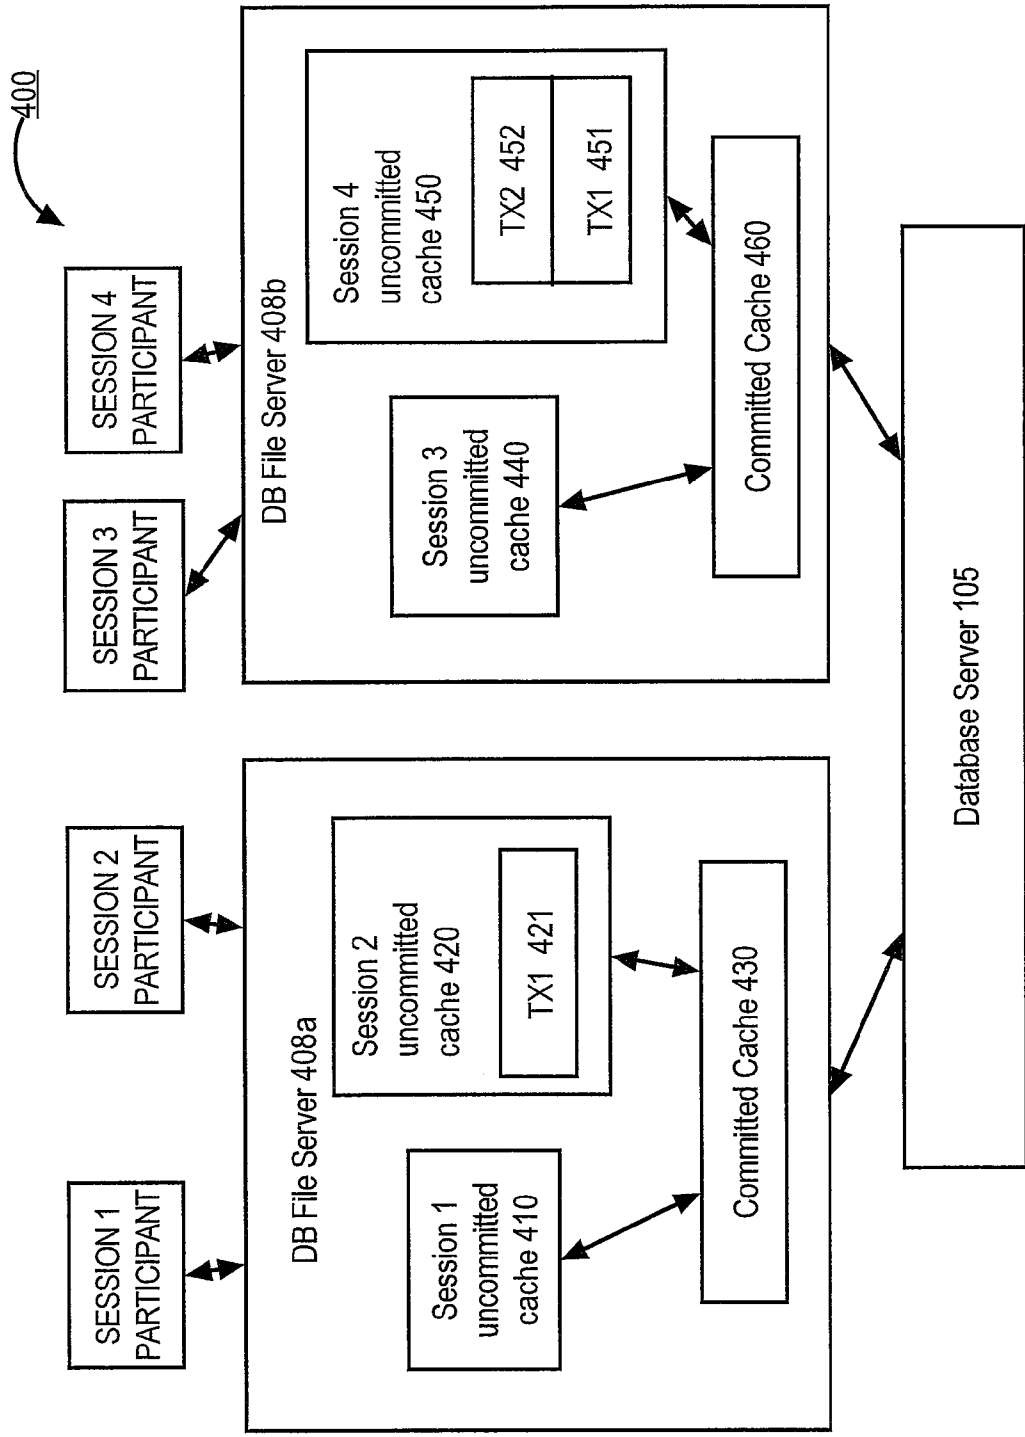 400
SESSION 1
PARTICIPANT
SESSION 2
PARTICIPANT
SESSION 3
PARTICIPANT
SESSION 4
PARTICIPANT
DB File Server 408a
Session 1
uncommitted
cache 410
Session 2
uncommitted
cache 420
TX1 421
Committed Cache 430
DB File Server 408b
Session 3
uncommitted
cache 440
Session 4
uncommitted
cache 450
TX2 452
TX1 451
Committed Cache 460
Database Server 105